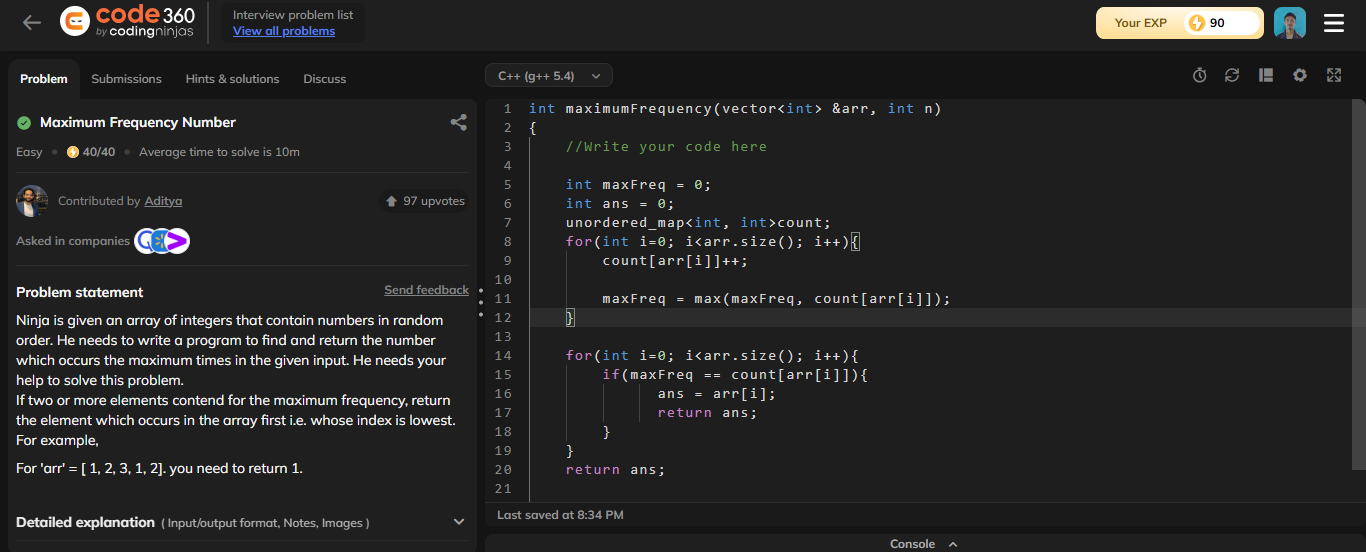 code 360
by codingninjas
Interview problem list
View all problems
Your EXP 90
Problem Submissions Hints & solutions Discuss
Maximum Frequency Number
Easy 40/40 Average time to solve is 10m
Contributed by Aditya
97 upvotes
Asked in companies
Problem statement
Send feedback
Ninja is given an array of integers that contain numbers in random
order. He needs to write a program to find and return the number
which occurs the maximum times in the given input. He needs your
help to solve this problem.
If two or more elements contend for the maximum frequency, return
the element which occurs in the array first i.e. whose index is lowest.
For example,
For 'arr' = [ 1, 2, 3, 1, 2]. you need to return 1.
Detailed explanation ( Input/output format, Notes, Images )
C++ (g++ 5.4)
1 int maximumFrequency(vector<int> &arr, int n)
2 {
3 //Write your code here
4
5 int maxFreq = 0;
6 int ans = 0;
7 unordered_map<int, int>count;
8 for(int i=0; i<arr.size(); i++){
9 count[arr[i]]++;
10
11 maxFreq = max(maxFreq, count[arr[i]]);
12 }
13
14 for(int i=0; i<arr.size(); i++){
15 if(maxFreq == count[arr[i]]){
16 ans = arr[i];
17 return ans;
18 }
19 }
20 return ans;
21
Last saved at 8:34 PM
Console